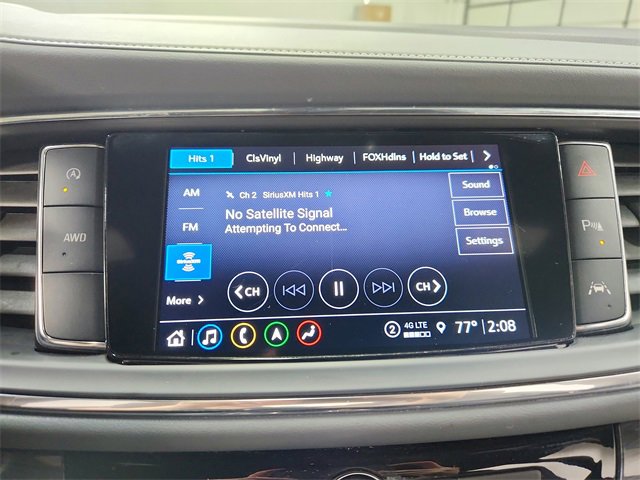 Hits 1 | ClsVinyl | Highway | FOXHdlns | Hold to Set |
AM
Ch 2 SiriusXM Hits 1
Sound
No Satellite Signal
FM
Attempting To Connect...
Browse
AWD
SiriusXM
Settings
More
CH
CH
2 4G LTE 77° | 2:08
A
P